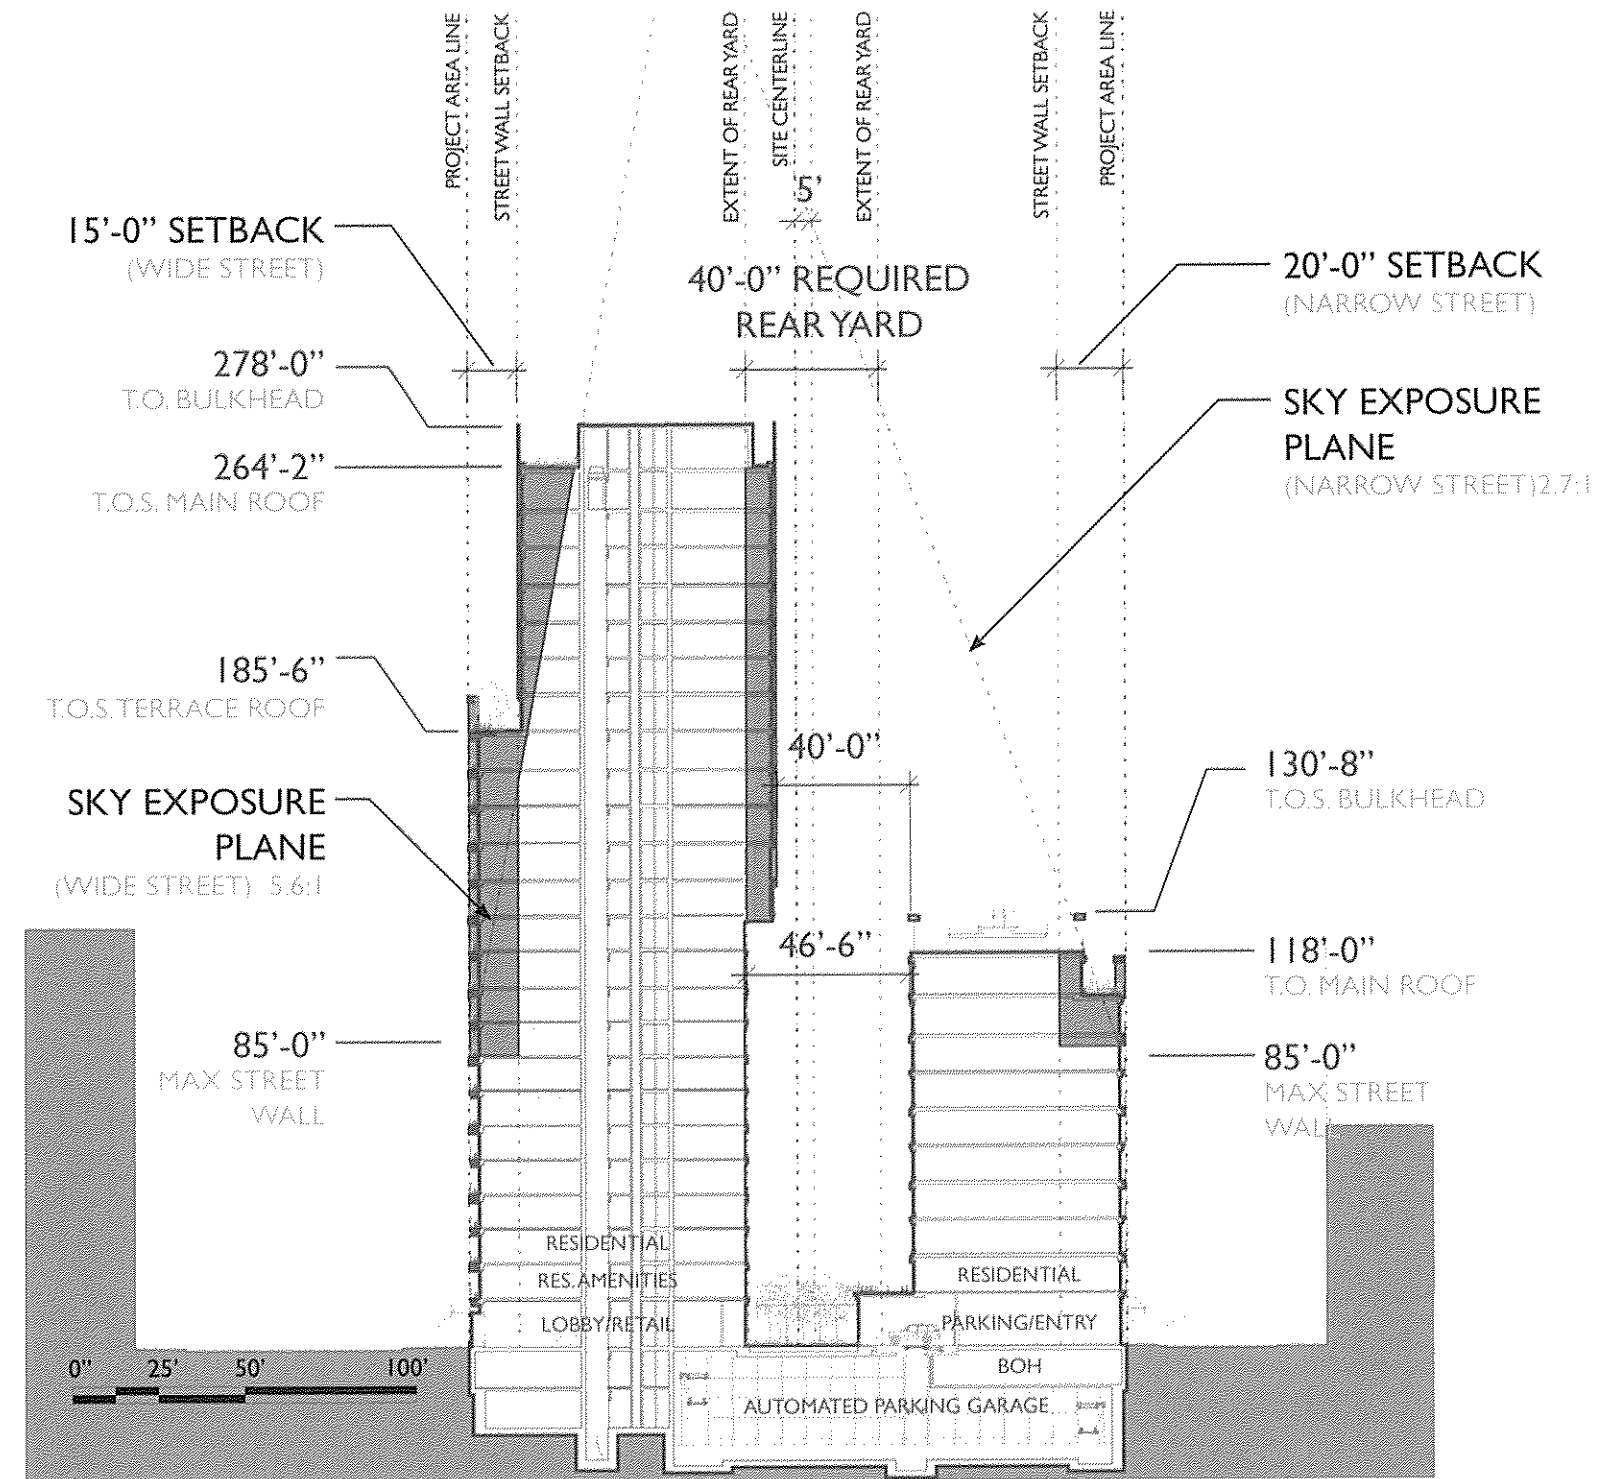 PROJECT AREA LINE
STREET WALL SETBACK
EXTENT OF REAR YARD
SITE CENTERLINE
EXTENT OF REAR YARD
STREET WALL SETBACK
PROJECT AREA LINE
5'
15'-0" SETBACK
(WIDE STREET)
40'-0" REQUIRED
REAR YARD
20'-0" SETBACK
(NARROW STREET)
278'-0"
T.O. BULKHEAD
264'-2"
T.O.S. MAIN ROOF
SKY EXPOSURE
PLANE
(NARROW STREET)2.7:1
185'-6"
T.O.S. TERRACE ROOF
40'-0"
130'-8"
T.O.S. BULKHEAD
SKY EXPOSURE
PLANE
(WIDE STREET) 5.6:1
46'-6"
118'-0"
T.O. MAIN ROOF
85'-0"
MAX STREET
WALL
85'-0"
MAX STREET
WALL
RESIDENTIAL
RES. AMENITIES
LOBBY/RETAIL
RESIDENTIAL
PARKING/ENTRY
BOH
AUTOMATED PARKING GARAGE
0" 25' 50' 100'